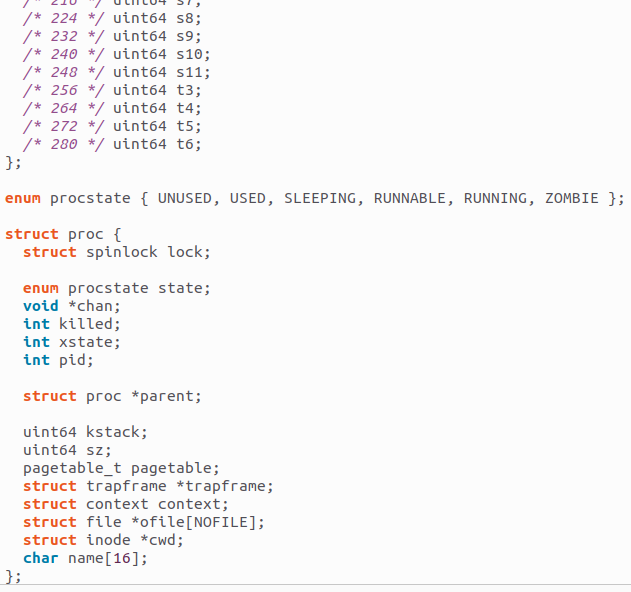 /* 216 */ uint64 s7;
/* 224 */ uint64 s8;
/* 232 */ uint64 s9;
/* 240 */ uint64 s10;
/* 248 */ uint64 s11;
/* 256 */ uint64 t3;
/* 264 */ uint64 t4;
/* 272 */ uint64 t5;
/* 280 */ uint64 t6;
};
enum procstate { UNUSED, USED, SLEEPING, RUNNABLE, RUNNING, ZOMBIE };
struct proc {
struct spinlock lock;
enum procstate state;
void *chan;
int killed;
int xstate;
int pid;
struct proc *parent;
uint64 kstack;
uint64 sz;
pagetable_t pagetable;
struct trapframe *trapframe;
struct context context;
struct file *ofile[NOFILE];
struct inode *cwd;
char name[16];
};